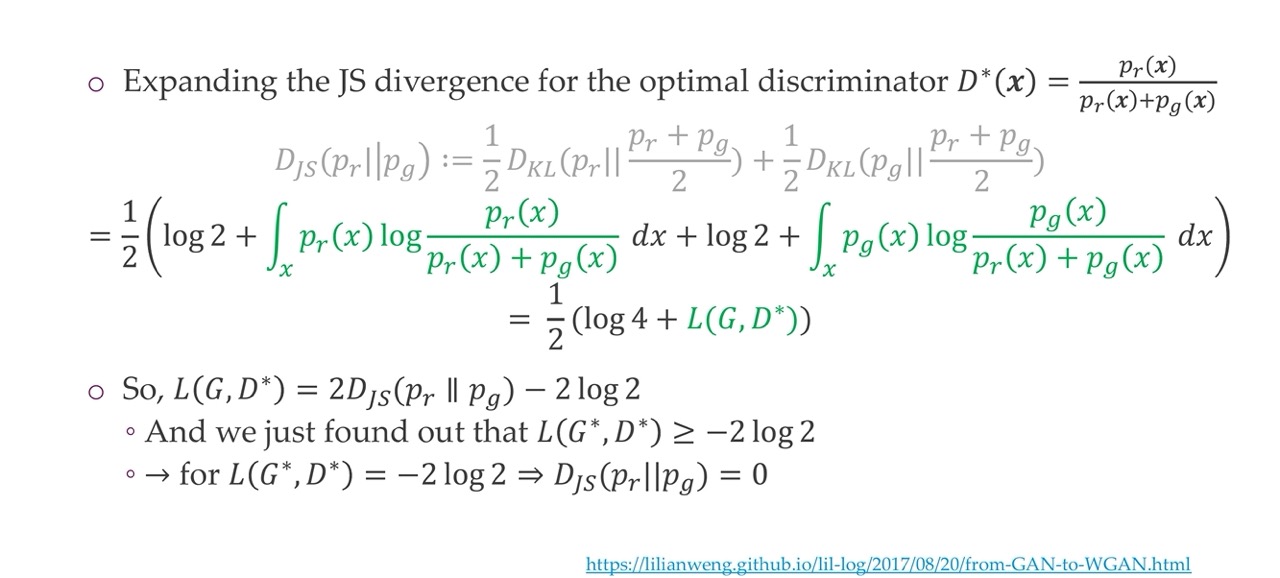 ○ Expanding the JS divergence for the optimal discriminator $D^*(\boldsymbol{x}) = \frac{p_r(\boldsymbol{x})}{p_r(\boldsymbol{x})+p_g(\boldsymbol{x})}$
$D_{JS}(p_r||p_g) := \frac{1}{2}D_{KL}(p_r||\frac{p_r + p_g}{2}) + \frac{1}{2}D_{KL}(p_g||\frac{p_r + p_g}{2})$
$= \frac{1}{2}\left(\log 2 + \int_x p_r(x) \log \frac{p_r(x)}{p_r(x) + p_g(x)} dx + \log 2 + \int_x p_g(x) \log \frac{p_g(x)}{p_r(x) + p_g(x)} dx\right)$
$= \frac{1}{2}(\log 4 + L(G, D^*))$
○ So, $L(G, D^*) = 2D_{JS}(p_r \parallel p_g) - 2 \log 2$
◦ And we just found out that $L(G^*, D^*) \geq -2 \log 2$
◦ → for $L(G^*, D^*) = -2 \log 2 \Rightarrow D_{JS}(p_r||p_g) = 0$
https://lilianweng.github.io/lil-log/2017/08/20/from-GAN-to-WGAN.html